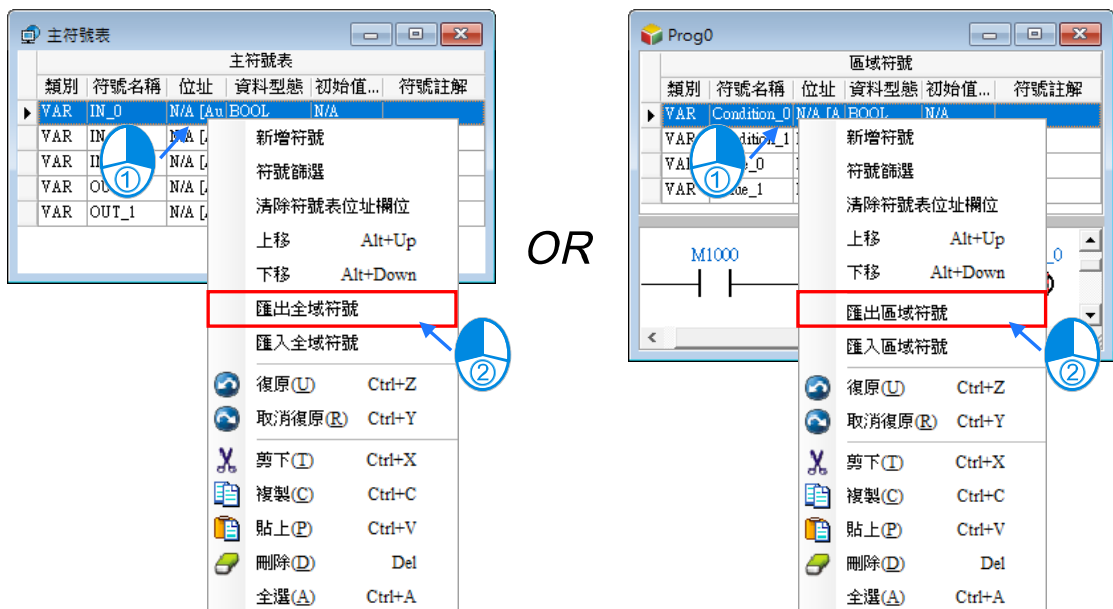 主符號表
主符號表
類別 符號名稱 位址 資料型態 初始值... 符號註解
VAR IN_0 N/A [Au BOOL N/A
VAR
VAR
VAR
VAR OUT_1 N/A
①
新增符號
符號篩選
清除符號表位址欄位
上移 Alt+Up
下移 Alt+Down
匯出全域符號
匯入全域符號
②
復原(U) Ctrl+Z
取消復原(R) Ctrl+Y
剪下(T) Ctrl+X
複製(C) Ctrl+C
貼上(P) Ctrl+V
刪除(D) Del
全選(A) Ctrl+A
OR
Prog0
區域符號
類別 符號名稱 位址 資料型態 初始值... 符號註解
VAR Condition_0 N/A [A BOOL N/A
VAR
VAR
①
M1000
新增符號
符號篩選
清除符號表位址欄位
上移 Alt+Up
下移 Alt+Down
匯出區域符號
匯入區域符號
②
復原(U) Ctrl+Z
取消復原(R) Ctrl+Y
剪下(T) Ctrl+X
複製(C) Ctrl+C
貼上(P) Ctrl+V
刪除(D) Del
全選(A) Ctrl+A